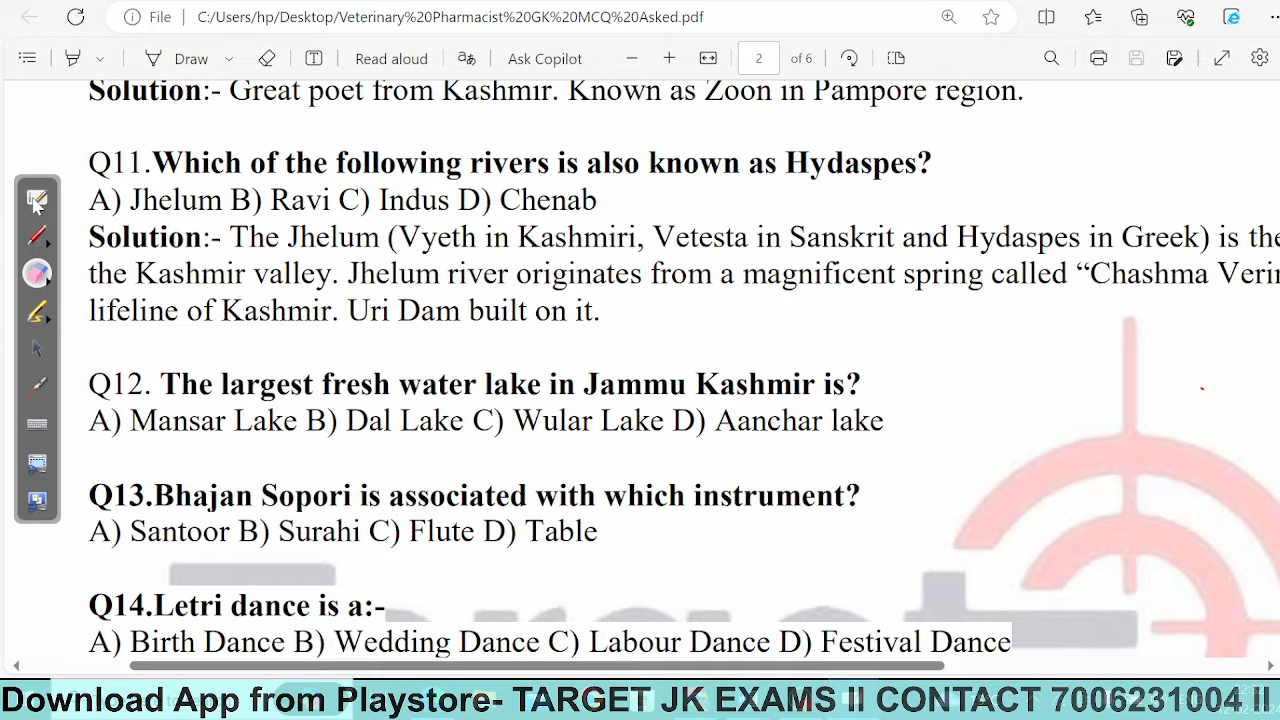 File C:/Users/hp/Desktop/Veterinary%20Pharmacist%20GK%20MCQ%20Asked.pdf
Draw Read aloud Ask Copilot 2 of 6
Solution:- Great poet from Kashmir. Known as Zoon in Pampore region.
Q11.Which of the following rivers is also known as Hydaspes?
A) Jhelum B) Ravi C) Indus D) Chenab
Solution:- The Jhelum (Vyeth in Kashmiri, Vetesta in Sanskrit and Hydaspes in Greek) is the
the Kashmir valley. Jhelum river originates from a magnificent spring called “Chashma Verin
lifeline of Kashmir. Uri Dam built on it.
Q12. The largest fresh water lake in Jammu Kashmir is?
A) Mansar Lake B) Dal Lake C) Wular Lake D) Aanchar lake
Q13.Bhajan Sopori is associated with which instrument?
A) Santoor B) Surahi C) Flute D) Table
Q14.Letri dance is a:-
A) Birth Dance B) Wedding Dance C) Labour Dance D) Festival Dance
Download App from Playstore- TARGET JK EXAMS II CONTACT 7006231004 II